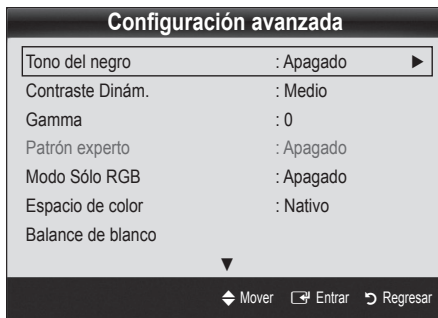 Configuración avanzada
Tono del negro : Apagado ►
Contraste Dinám. : Medio
Gamma : 0
Patrón experto : Apagado
Modo Sólo RGB : Apagado
Espacio de color : Nativo
Balance de blanco
▼
Mover Entrar Regresar